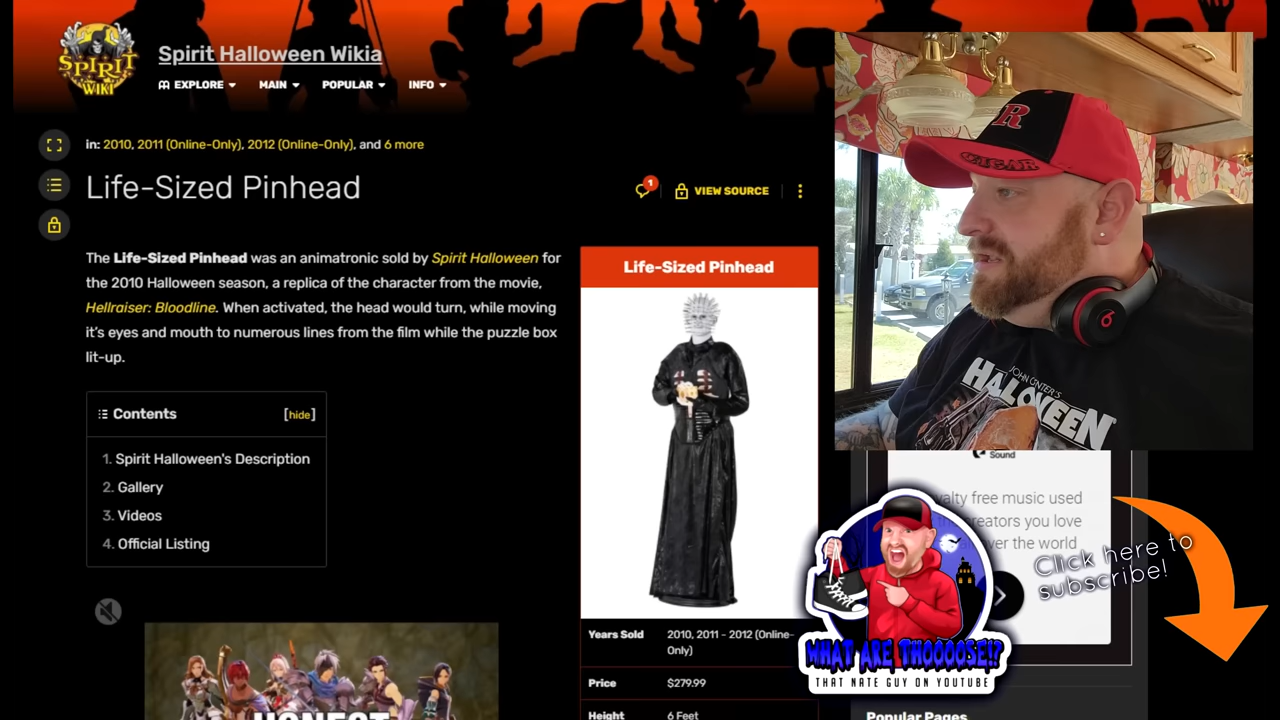 SPIRIT
WIKI
Spirit Halloween Wikia
EXPLORE
MAIN
POPULAR
INFO
in: 2010, 2011 (Online-Only), 2012 (Online-Only), and 6 more
Life-Sized Pinhead
1
VIEW SOURCE
The Life-Sized Pinhead was an animatronic sold by Spirit Halloween for
the 2010 Halloween season, a replica of the character from the movie,
Hellraiser: Bloodline. When activated, the head would turn, while moving
it's eyes and mouth to numerous lines from the film while the puzzle box
lit-up.
Contents [hide]
1. Spirit Halloween's Description
2. Gallery
3. Videos
4. Official Listing
HONEST
Life-Sized Pinhead
Years Sold
2010, 2011 - 2012 (Online-
Only)
Price
$279.99
Height
6 Feet
R
CIGAR
HALLOWEEN
Sound
free music used
creators you love
over the world
Click here to
subscribe!
WHAT ARE THOOOOSE!?
THAT NATE GUY ON YOUTUBE
Popular Pages